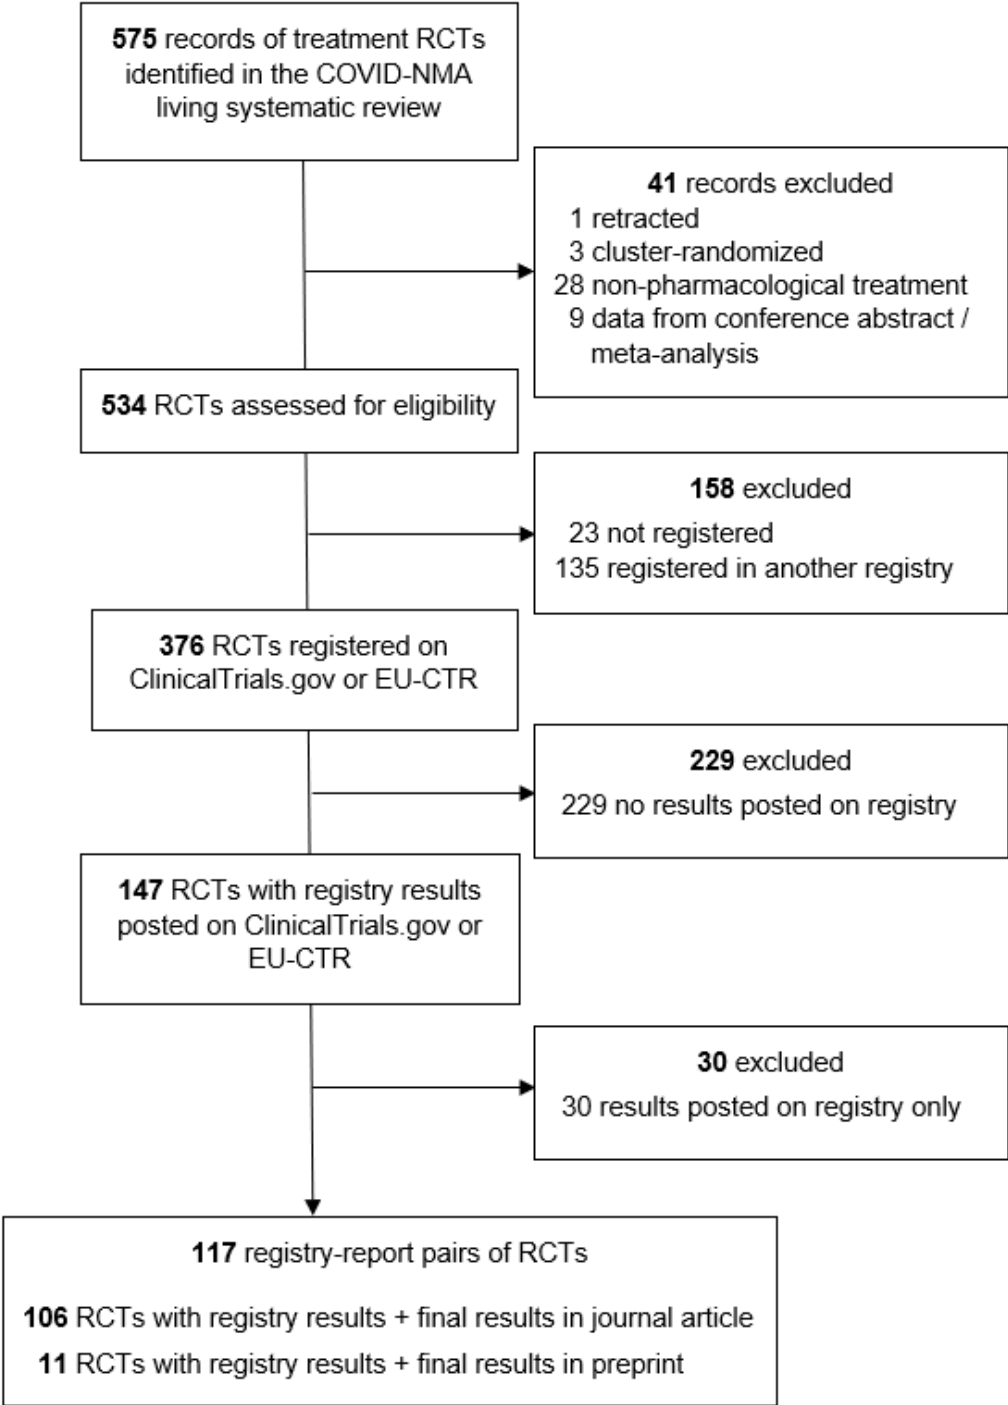 575 records of treatment RCTs
identified in the COVID-NMA
living systematic review
41 records excluded
1 retracted
3 cluster-randomized
28 non-pharmacological treatment
9 data from conference abstract /
meta-analysis
534 RCTs assessed for eligibility
158 excluded
23 not registered
135 registered in another registry
376 RCTs registered on
ClinicalTrials.gov or EU-CTR
229 excluded
229 no results posted on registry
147 RCTs with registry results
posted on ClinicalTrials.gov or
EU-CTR
30 excluded
30 results posted on registry only
117 registry-report pairs of RCTs
106 RCTs with registry results + final results in journal article
11 RCTs with registry results + final results in preprint